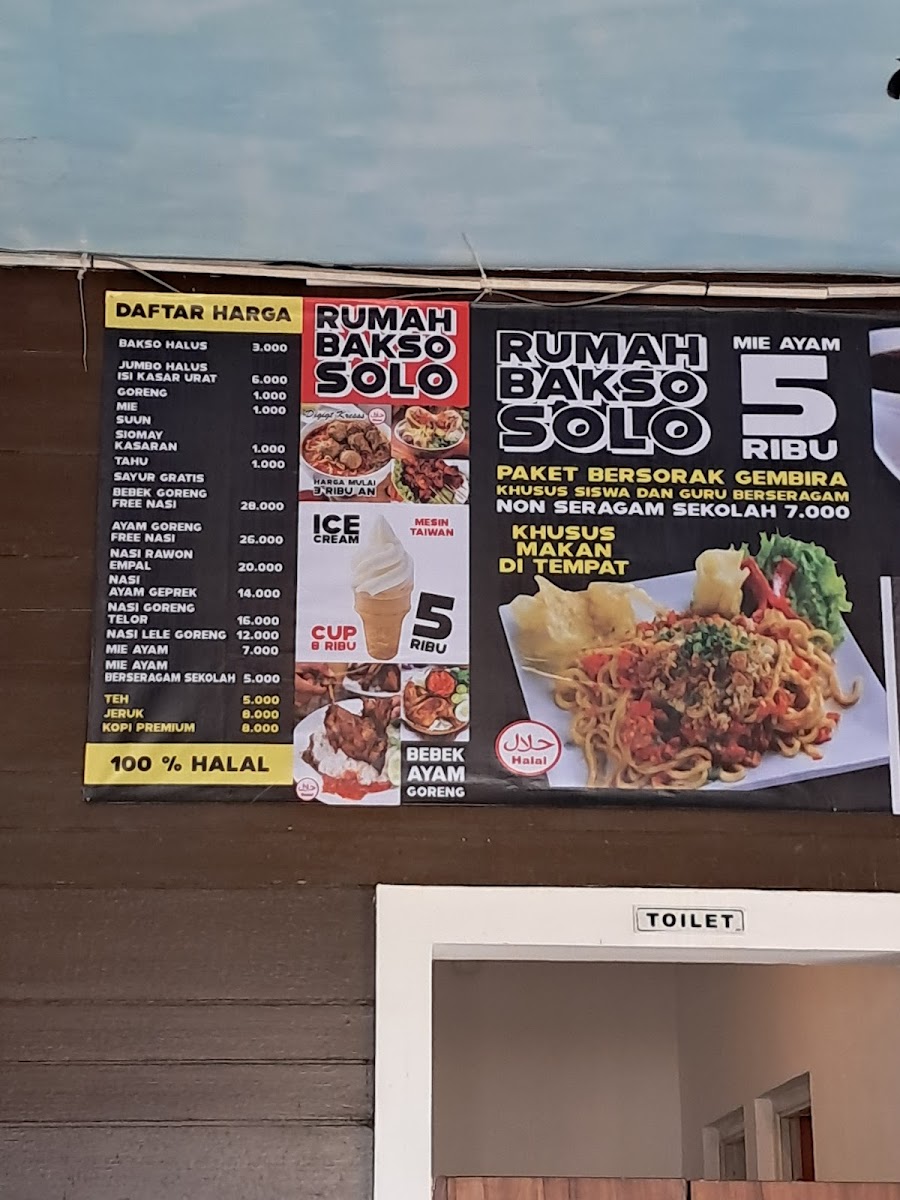 DAFTAR HARGA
BAKSO HALUS 3.000
JUMBO HALUS
ISI KASAR URAT 6.000
GORENG 1.000
MIE 1.000
SUUN
SIOMAY
KASARAN 1.000
TAHU 1.000
SAYUR GRATIS
BEBEK GORENG
FREE NASI 28.000
AYAM GORENG
FREE NASI 26.000
NASI RAWON
EMPAL 20.000
NASI
AYAM GEPREK 14.000
NASI GORENG
TELOR 16.000
NASI LELE GORENG 12.000
MIE AYAM 7.000
MIE AYAM
BERSERAGAM SEKOLAH 5.000
TEH 5.000
JERUK 8.000
KOPI PREMIUM 8.000
100 % HALAL
RUMAH
BAKSO
SOLO
Digigt Kresss
HARGA MULAI
3 RIBU AN
ICE
CREAM
MESIN
TAIWAN
CUP
8 RIBU
5
RIBU
BEBEK
AYAM
GORENG
RUMAH
BAKSO
SOLO
MIE AYAM
5
RIBU
PAKET BERSORAK GEMBIRA
KHUSUS SISWA DAN GURU BERSERAGAM
NON SERAGAM SEKOLAH 7.000
KHUSUS
MAKAN
DI TEMPAT
حلال
Halal
TOILET